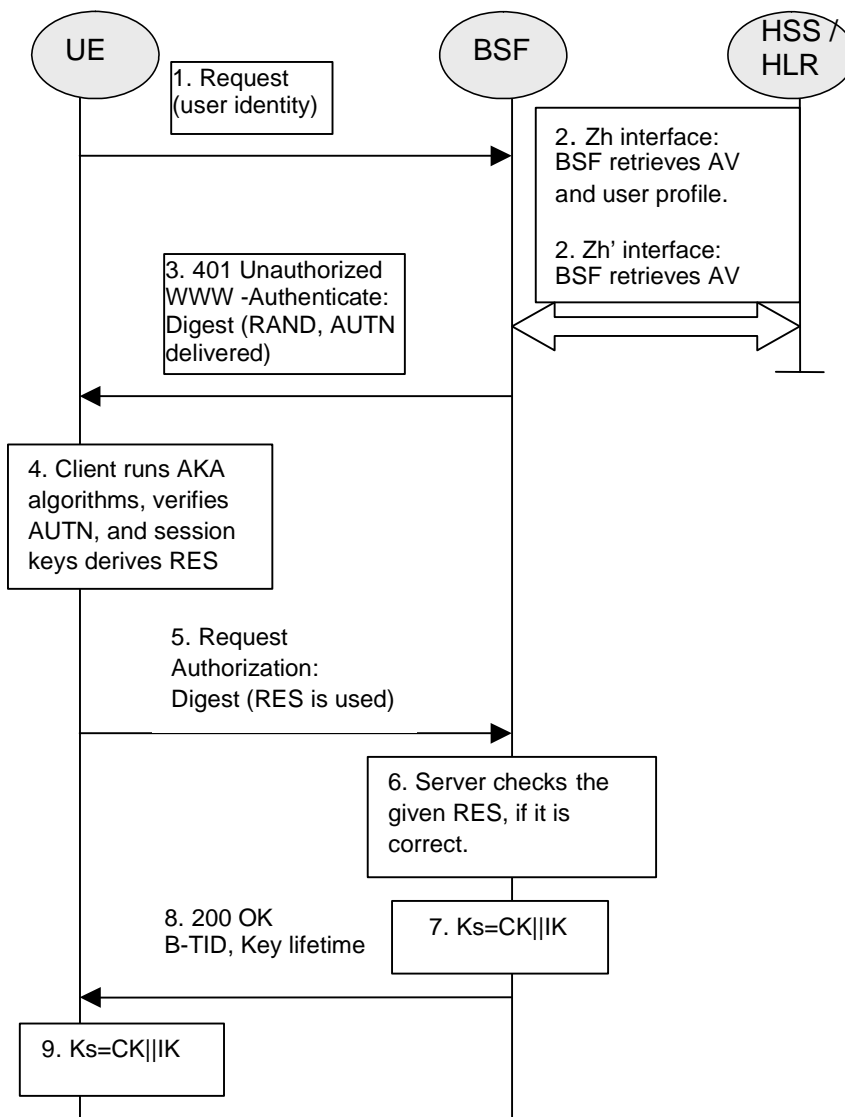 UE
BSF
HSS /
HLR
1. Request
(user identity)
2. Zh interface:
BSF retrieves AV
and user profile.
2. Zh’ interface:
BSF retrieves AV
3. 401 Unauthorized
WWW -Authenticate:
Digest (RAND, AUTN
delivered)
4. Client runs AKA
algorithms, verifies
AUTN, and session
keys derives RES
5. Request
Authorization:
Digest (RES is used)
6. Server checks the
given RES, if it is
correct.
7. Ks=CK||IK
8. 200 OK
B-TID, Key lifetime
9. Ks=CK||IK